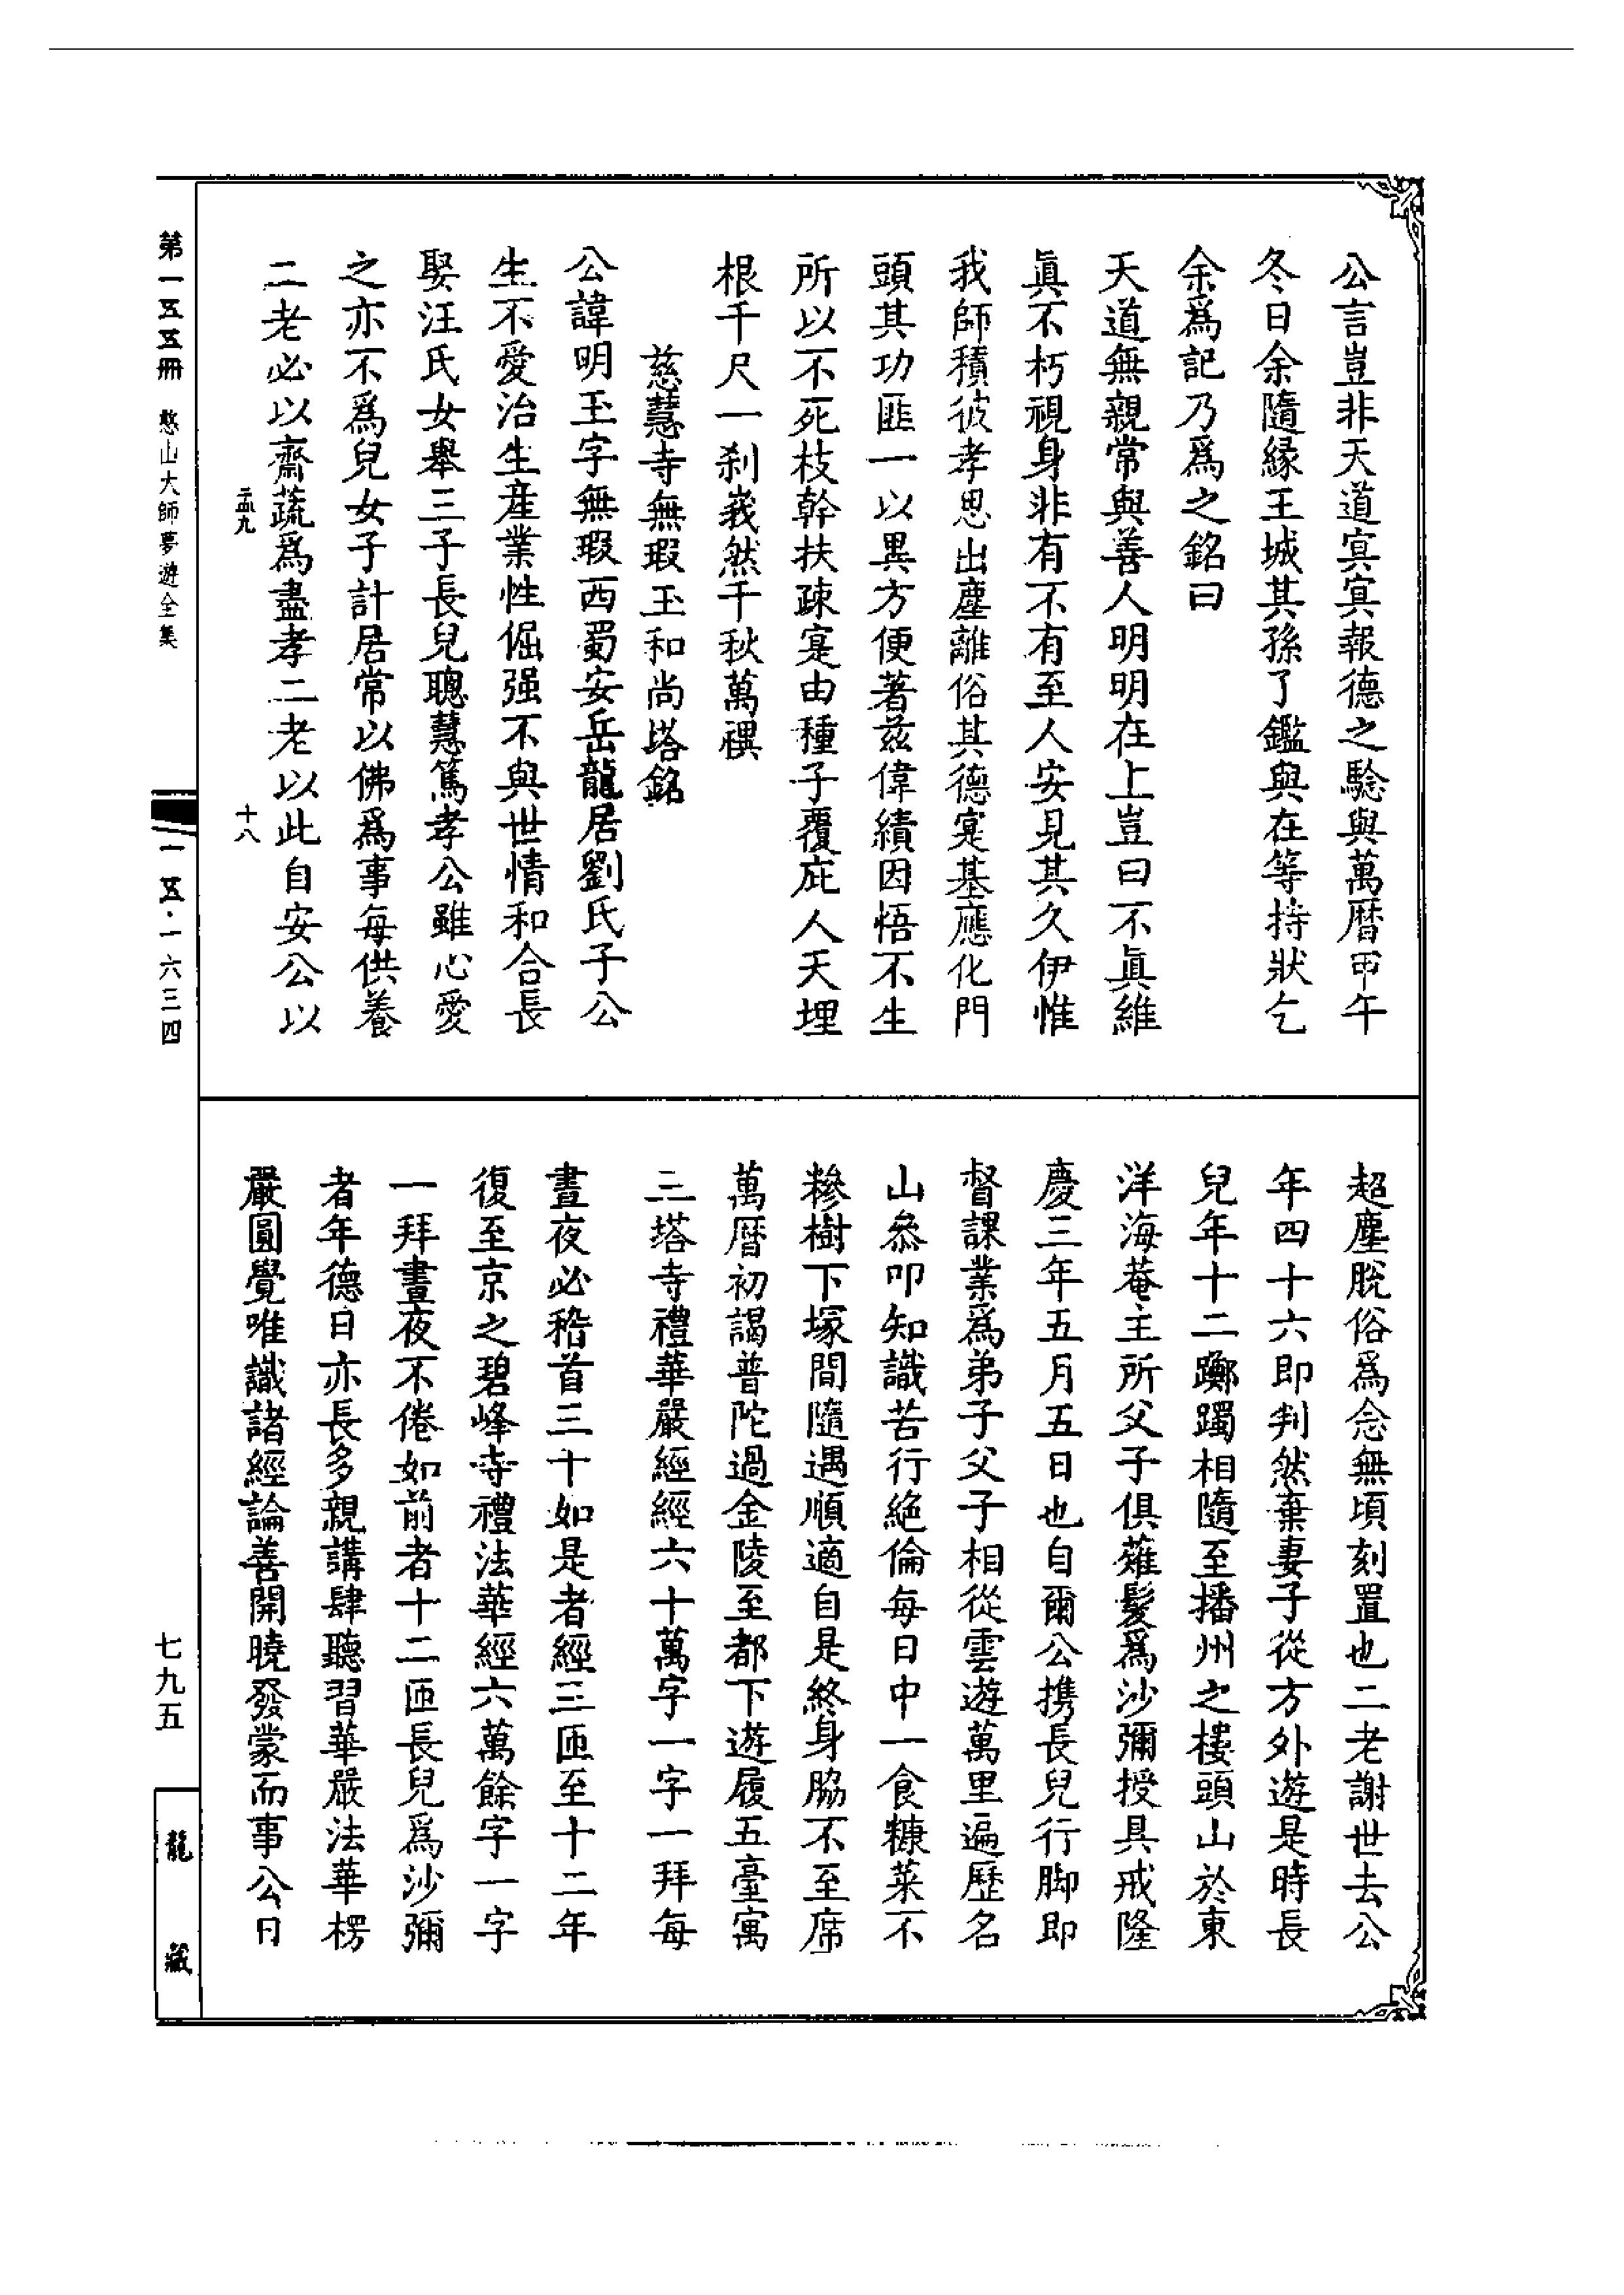 公言豈非天道冥冥報德之驗與萬曆甲午
冬日余隨緣王城其孫了鑑與在等持狀乞
余爲記乃爲之銘曰
天道無親常與善人明明在上豈曰不眞維
眞不朽視身非有不有至人安見其久伊惟
我師積彼孝思出塵離俗其德寔基應化門
頭其功匪一以異方便著茲偉績因悟不生
所以不死枝幹扶疎寔由種子覆庇人天埋
根千尺一刹峩然千秋萬禩
慈慧寺無瑕玉和尚塔銘
公諱明玉字無瑕西蜀安岳龍居劉氏子公
生不愛治生産業性倔强不與世情和合長
娶汪氏女舉三子長兒聰慧篤孝公雖心愛
之亦不爲兒女子計居常以佛爲事每供養
二老必以齋蔬爲盡孝二老以此自安公以
十八
超塵脫俗爲念無頃刻置也二老謝世去公
年四十六即判然棄妻子從方外遊是時長
兒年十二躑躅相隨至播州之樓頭山於東
洋海菴主所父子俱薙髮爲沙彌授具戒隆
慶三年五月五日也自爾公携長兒行脚即
督課業爲弟子父子相從雲遊萬里遍歷名
山叅叩知識苦行絶倫每日中一食糠菜不
糝樹下塚間隨遇順適自是終身脇不至席
萬曆初謁普陀過金陵至都下遊履五臺寓
三塔寺禮華嚴經經六十萬字一字一拜每
晝夜必稽首三十如是者經三匝至十二年
復至京之碧峰寺禮法華經六萬餘字一字
一拜晝夜不倦如前者十二匝長兒爲沙彌
者年德日亦長多親講肆聽習華嚴法華楞
嚴圓覺唯識諸經論善開曉發蒙而事公日
第一五五冊 憨山大師夢遊全集
一五五·一六三四
七九五
龍藏